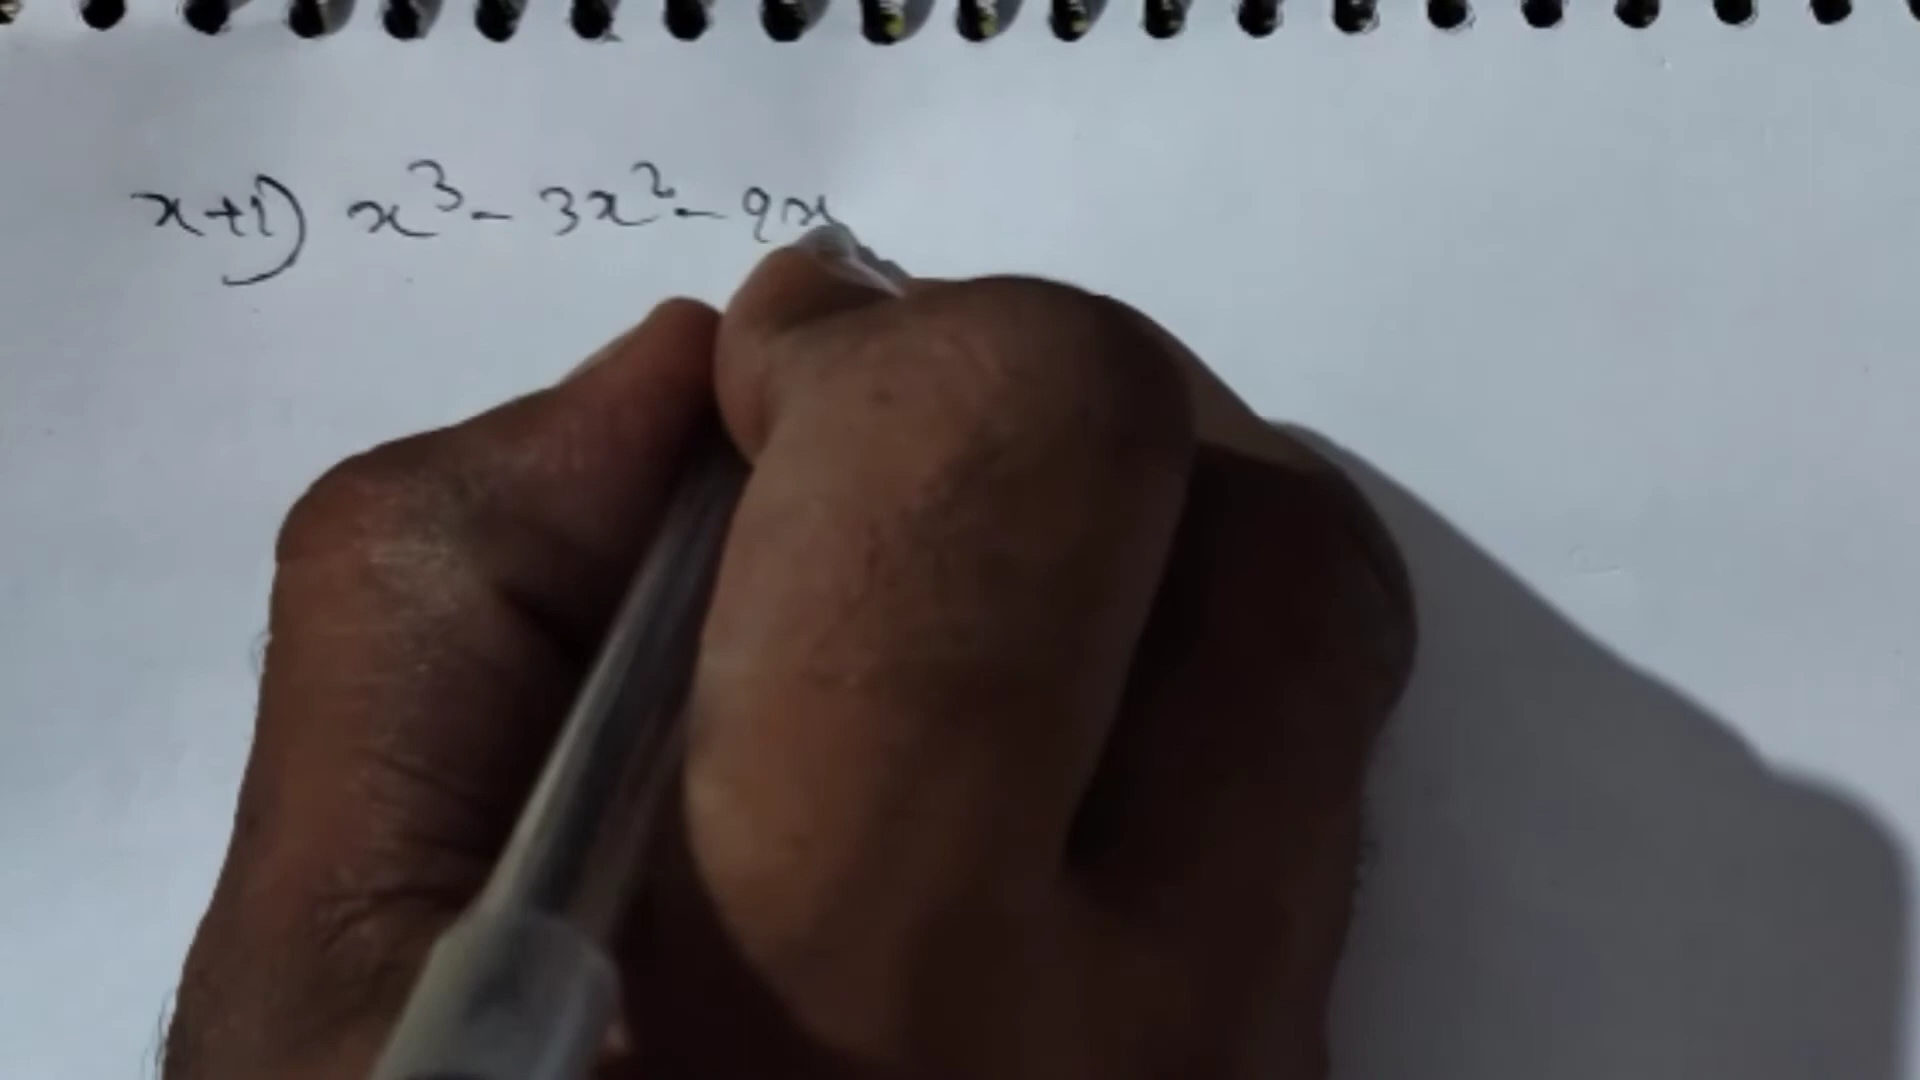 x+1) x³ - 3x² - 9x